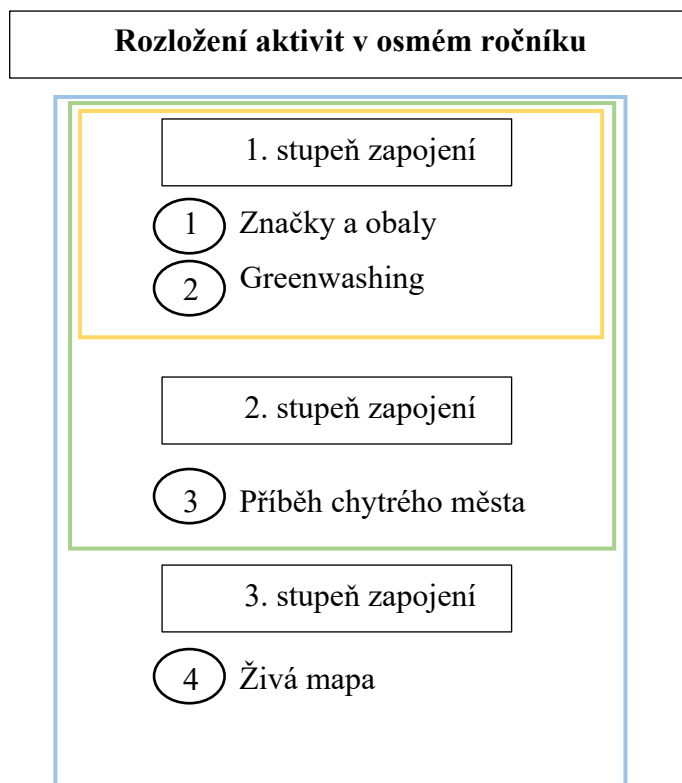 Rozložení aktivit v osmém ročníku
1. stupeň zapojení
1 Značky a obaly
2 Greenwashing
2. stupeň zapojení
3 Příběh chytrého města
3. stupeň zapojení
4 Živá mapa